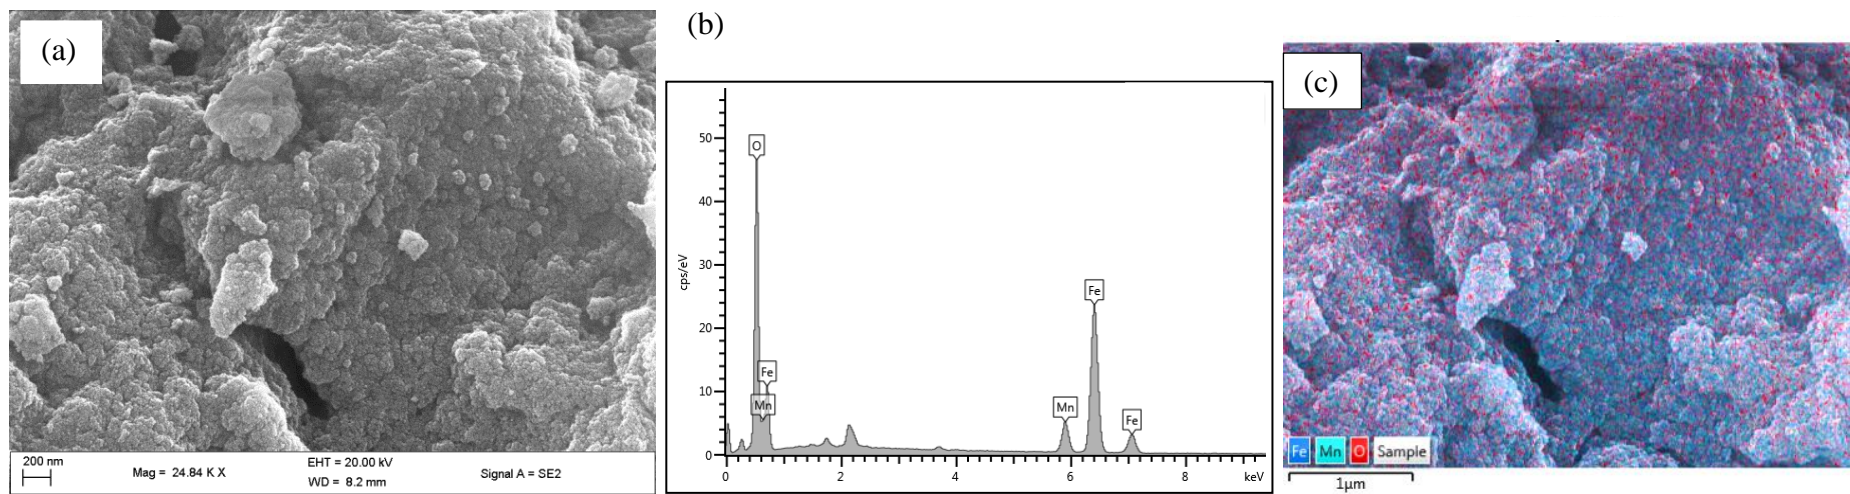 (a)
200 nm
Mag = 24.84 K X
EHT = 20.00 kV
WD = 8.2 mm
Signal A = SE2
(b)
cps/eV
50
40
30
20
10
0
O
Fe
Mn
Mn
Fe
Fe
0 2 4 6 8 keV
(c)
Fe Mn O Sample
1µm